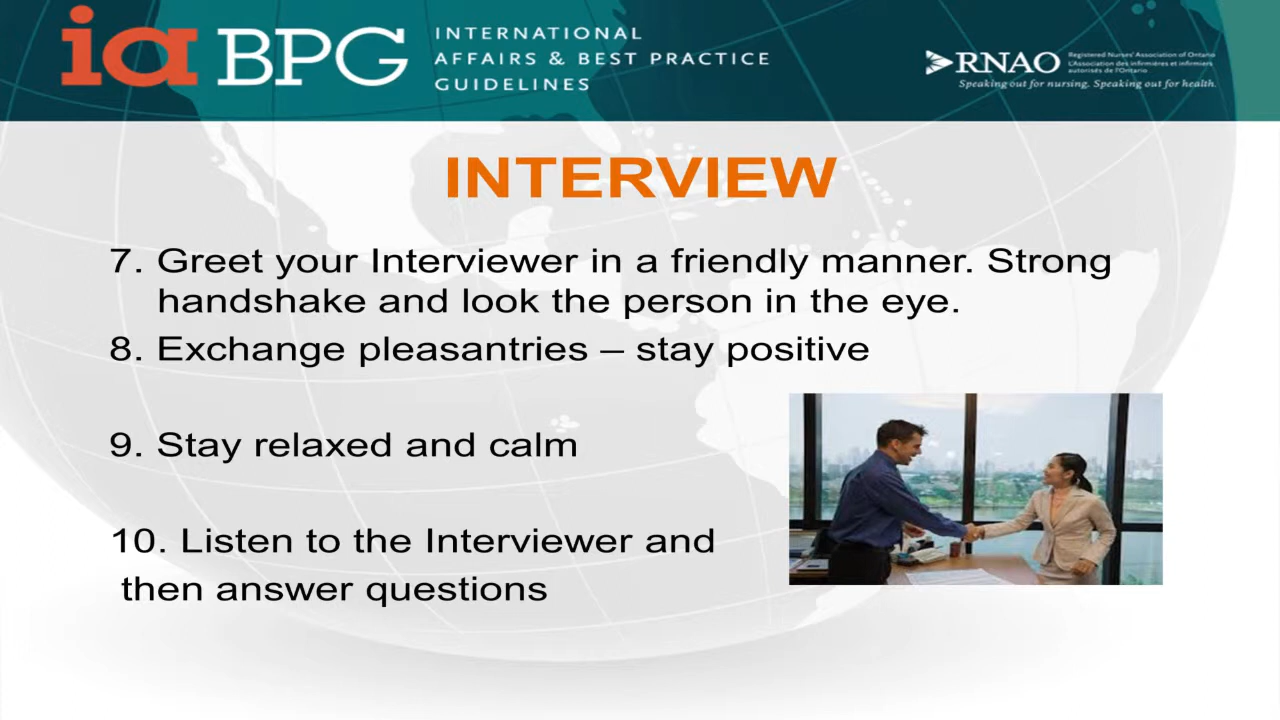 ia BPG
INTERNATIONAL
AFFAIRS & BEST PRACTICE
GUIDELINES
RNAO
Registered Nurses' Association of Ontario
L'Association des infirmières et infirmiers
autorisés de l'Ontario
Speaking out for nursing. Speaking out for health.
INTERVIEW
7. Greet your Interviewer in a friendly manner. Strong
handshake and look the person in the eye.
8. Exchange pleasantries – stay positive
9. Stay relaxed and calm
10. Listen to the Interviewer and
then answer questions